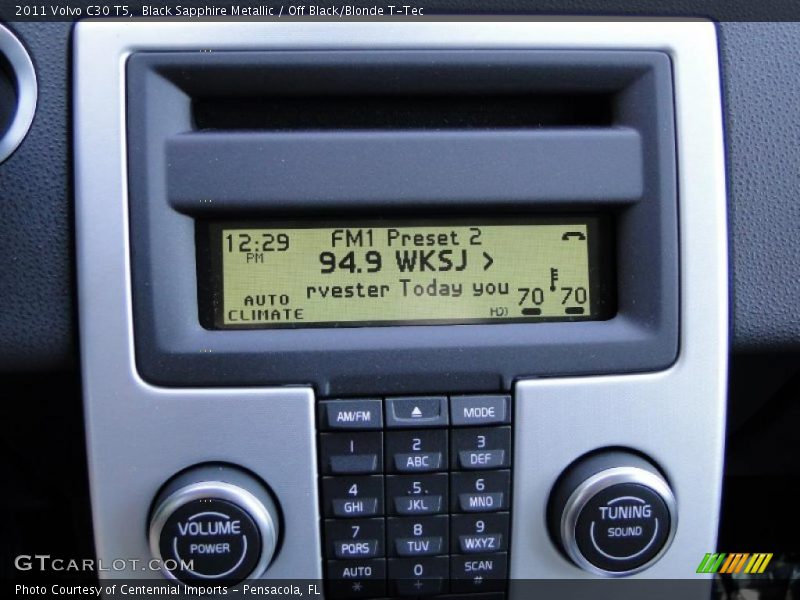 2011 Volvo C30 T5, Black Sapphire Metallic / Off Black/Blonde T-Tec
12:29 FM1 Preset 2
PM
94.9 WKSJ >
rvester Today you
AUTO
CLIMATE
HD)
70 70
AM/FM MODE
1 2 3
ABC DEF
4 .5. 6
GHI JKL MNO
7 8 9
PQRS TUV WXYZ
AUTO 0 SCAN
* + #
VOLUME
POWER
TUNING
SOUND
GTCARLOT.COM
Photo Courtesy of Centennial Imports - Pensacola, FL